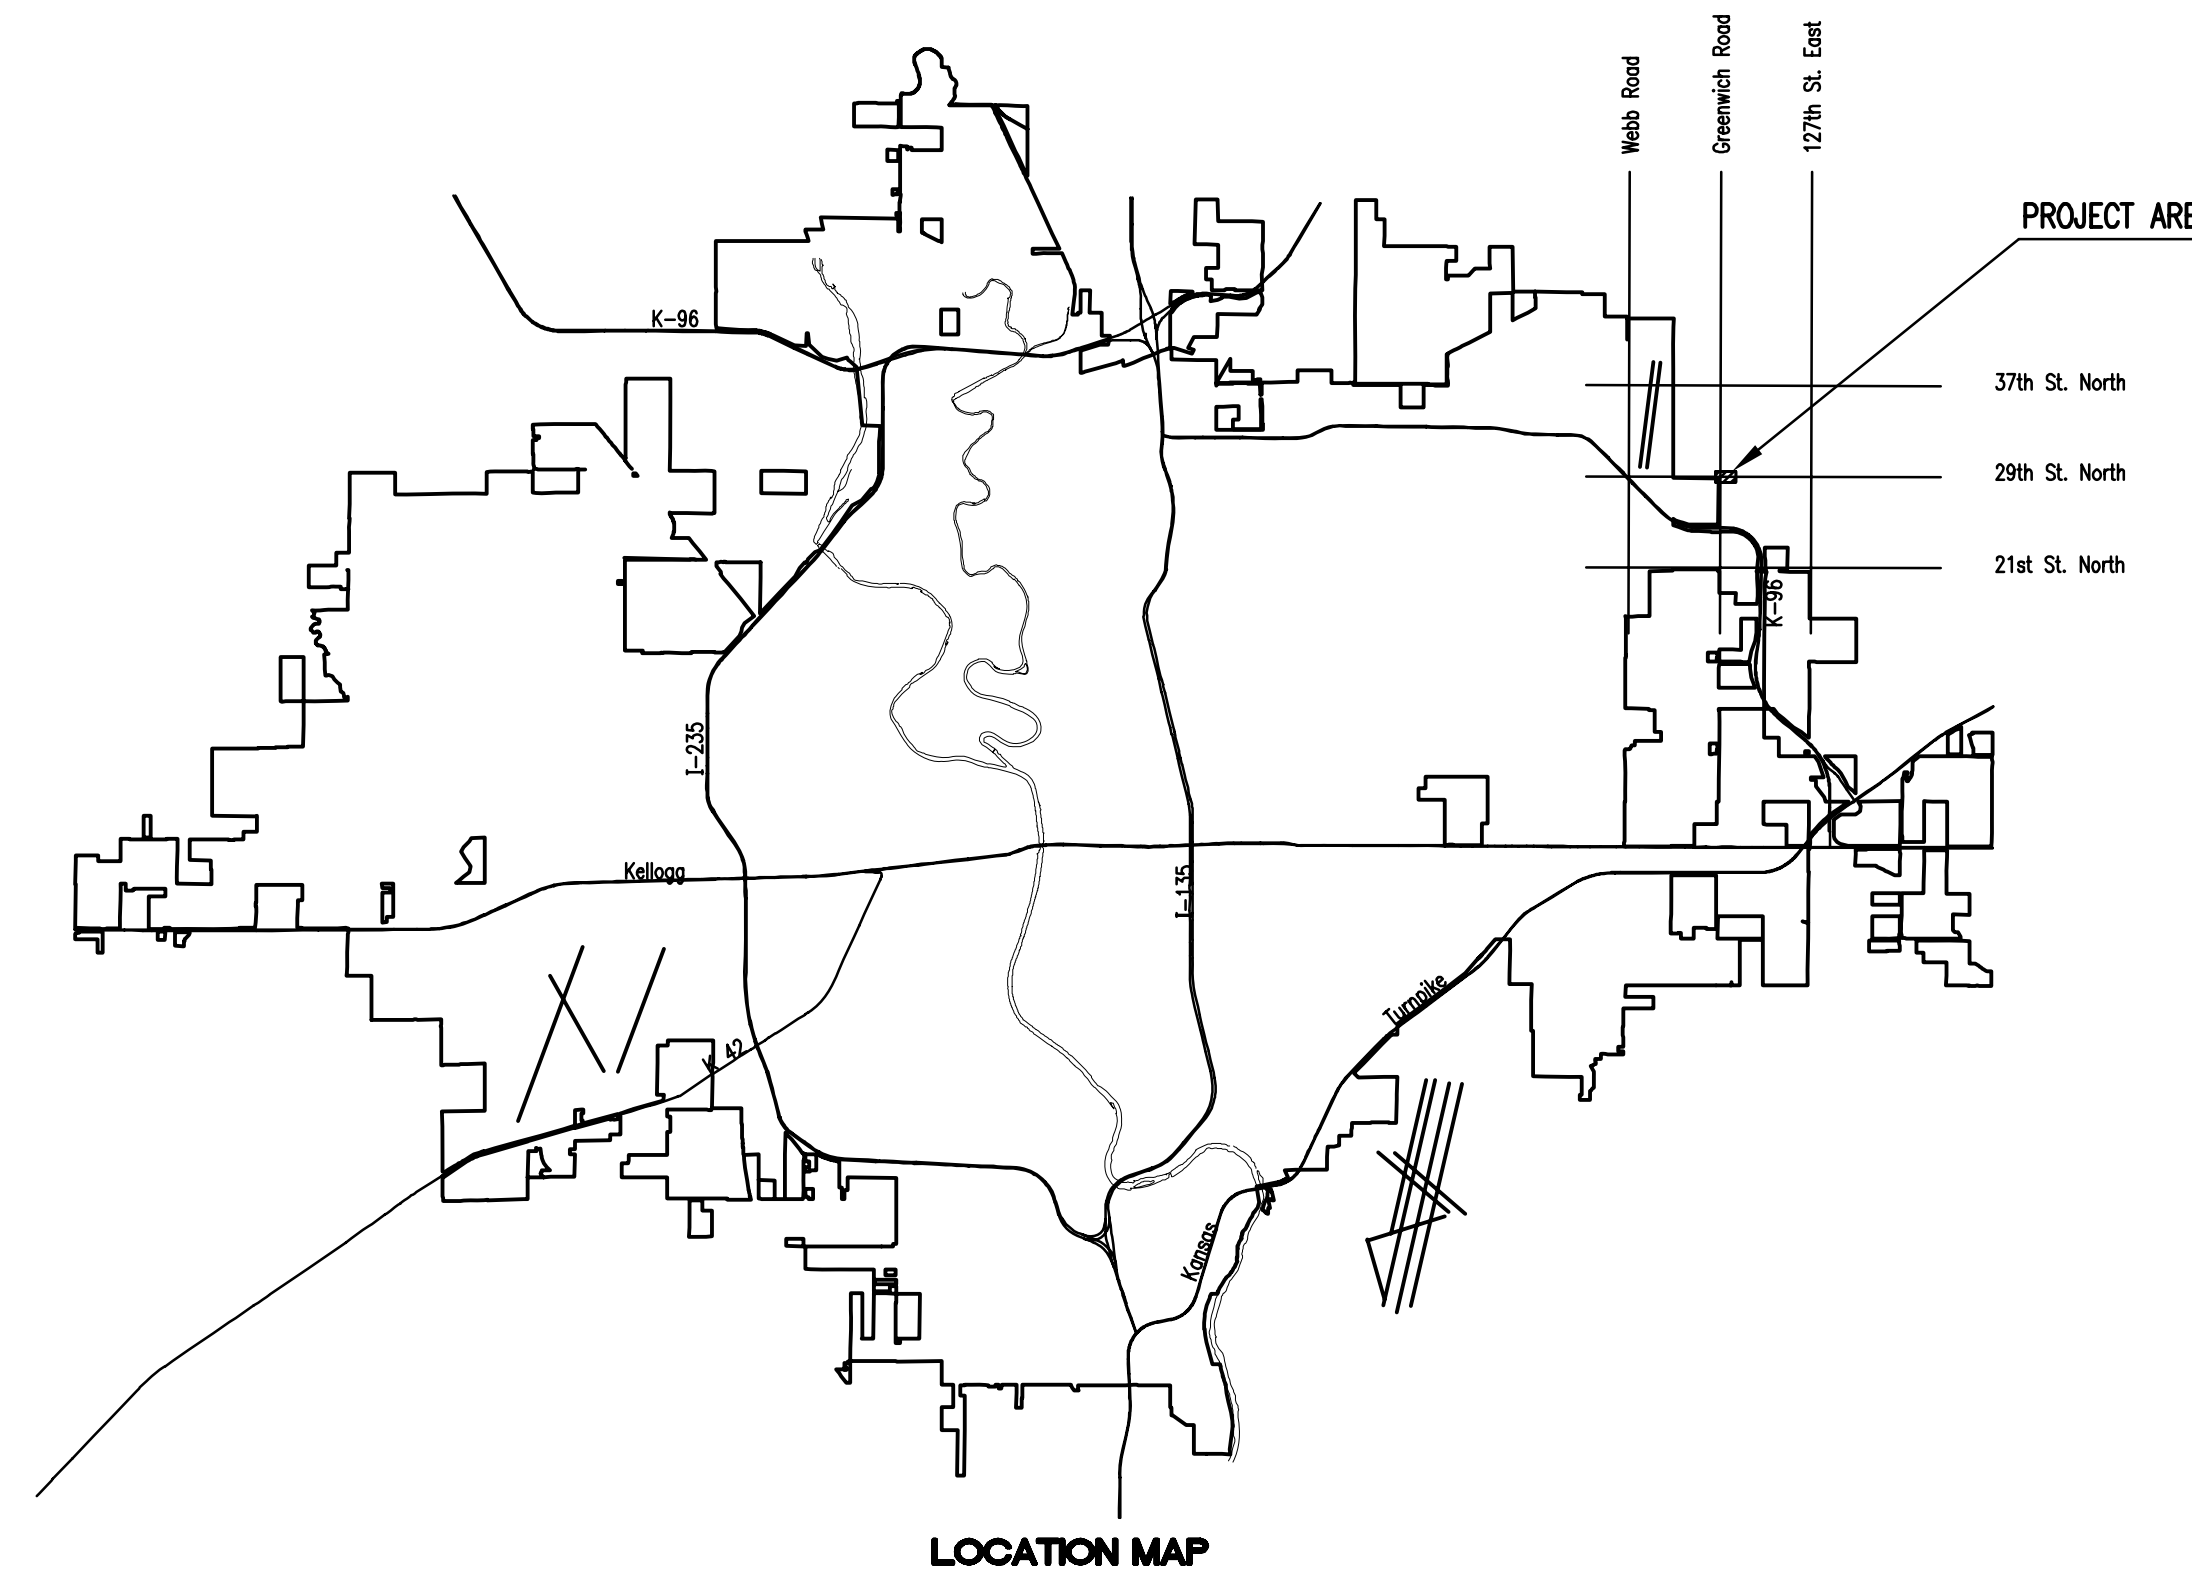 Webb Road
Greenwich Road
127th St. East
PROJECT ARE
K-96
37th St. North
29th St. North
21st St. North
K-96
I-235
Kellogg
I-135
Turnpike
K 42
Kansas
LOCATION MAP